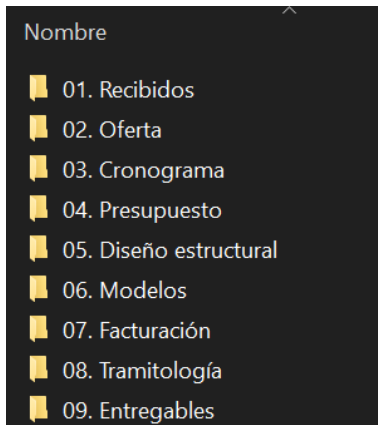 Nombre
01. Recibidos
02. Oferta
03. Cronograma
04. Presupuesto
05. Diseño estructural
06. Modelos
07. Facturación
08. Tramitología
09. Entregables